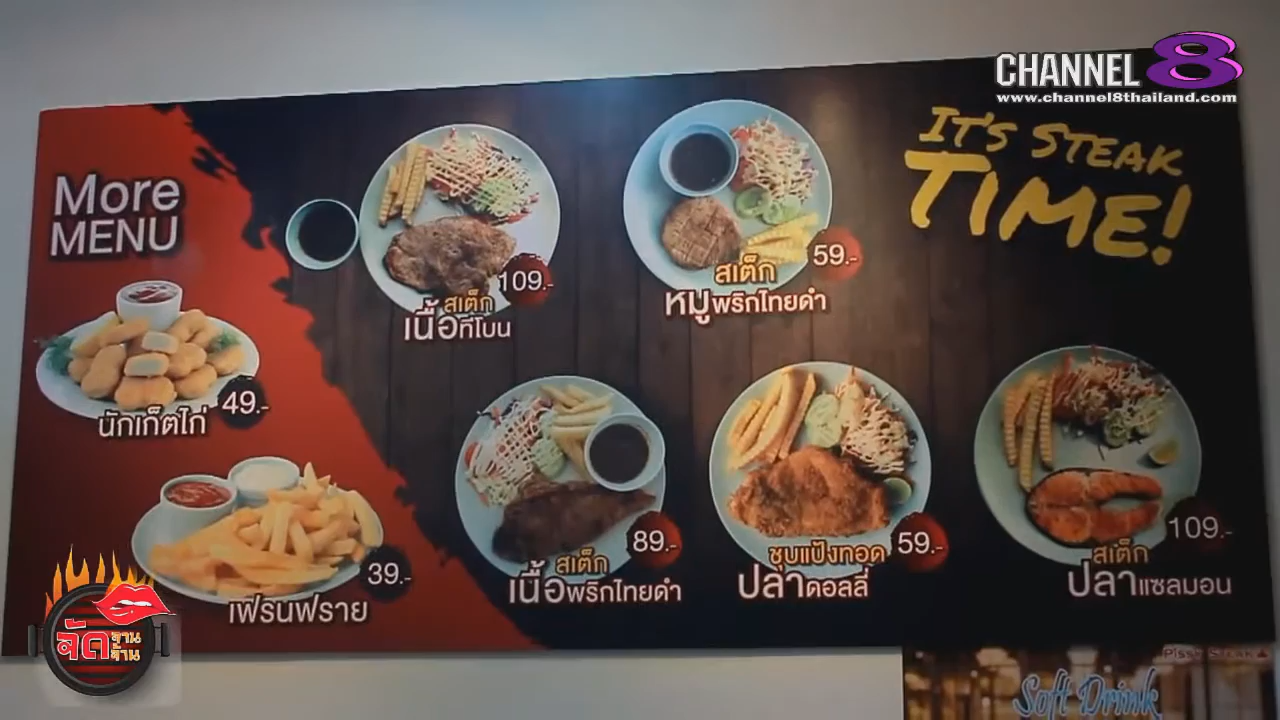 CHANNEL 8
www.channel8thailand.com
IT'S STEAK
TIME!
More
MENU
109.-
สเต็ก
เนื้อทีโบน
59.-
สเต็ก
หมูพริกไทยดำ
49.-
นักเก็ตไก่
39.-
เฟรนฟราย
89.-
สเต็ก
เนื้อพริกไทยดำ
59.-
ชุบแป้งทอด
ปลาดอลลี่
109.-
สเต็ก
ปลาแซลมอน
จัดจานจ้าน
Pissy Steak
Soft Drink